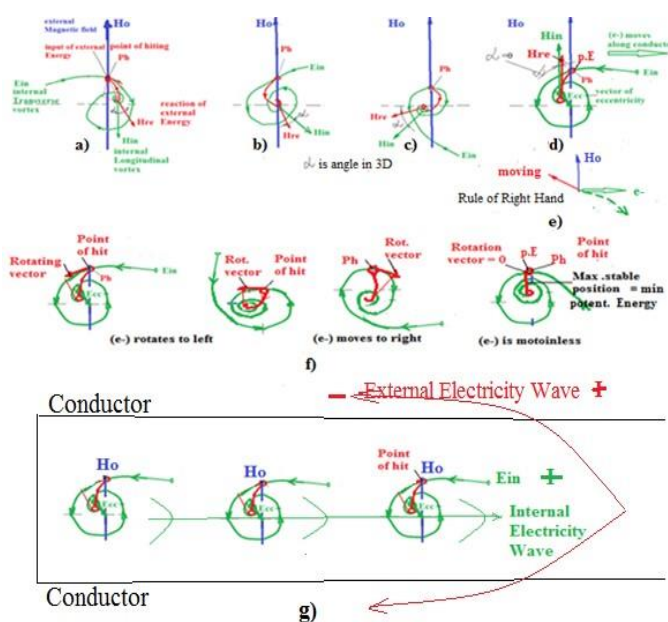 external
Magnetic field
Ho
input of external
Energy
point of hiting
Ph
Ein
internal
vortex
reaction of
external
Energy
Hre
Hin
internal
Longitudinal
vortex
a)
Ho
Ph
Ein
Hre
Hin
b)
Ho
Ph
Hre
Hin
Ein
c)
Ho
(e-) moves
along conductor
Hin
Hre
p.E
Ein
Ph
Ecc
vector of
eccentricity
d)
α is angle in 3D
Ho
moving
e-
Rule of Right Hand
e)
Rotating
vector
Point
of hit
Ein
Ecc
Rot.
vector
Point
of hit
Ph
Rot.
vector
Rotation
vector = 0
p.E
Ph
Point
of hit
Max .stable
position = min
potent. Energy
(e-) rotates to left
(e-) moves to right
(e-) is motoinless
f)
External Electricity Wave +
Conductor
Ho
Ecc
Ho
Ecc
Point
of hit
Ho
Ecc
Ein +
Internal
Electricity
Wave
Conductor
g)